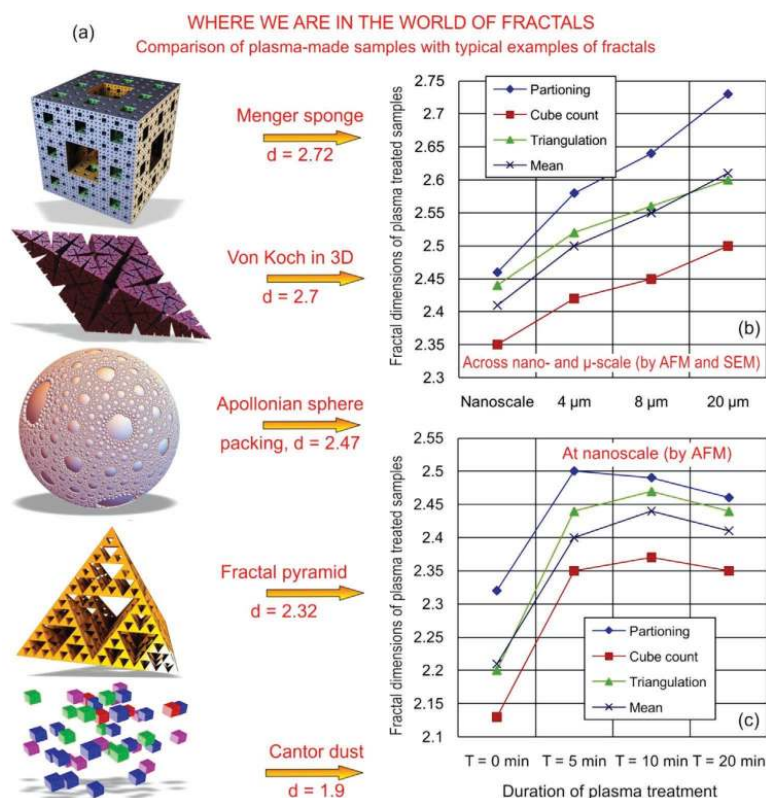 (a)
WHERE WE ARE IN THE WORLD OF FRACTALS
Comparison of plasma-made samples with typical examples of fractals
Menger sponge
d = 2.72
Von Koch in 3D
d = 2.7
Apollonian sphere
packing, d = 2.47
Fractal pyramid
d = 2.32
Cantor dust
d = 1.9
Fractal dimensions of plasma treated samples
2.75
2.7
2.65
2.6
2.55
2.5
2.45
2.4
2.35
2.3
Partioning
Cube count
Triangulation
Mean
(b)
Across nano- and μ-scale (by AFM and SEM)
Nanoscale 4 μm 8 μm 20 μm
Fractal dimensions of plasma treated samples
2.55
2.5
2.45
2.4
2.35
2.3
2.25
2.2
2.15
2.1
At nanoscale (by AFM)
Partioning
Cube count
Triangulation
Mean
(c)
T = 0 min T = 5 min T = 10 min T = 20 min
Duration of plasma treatment